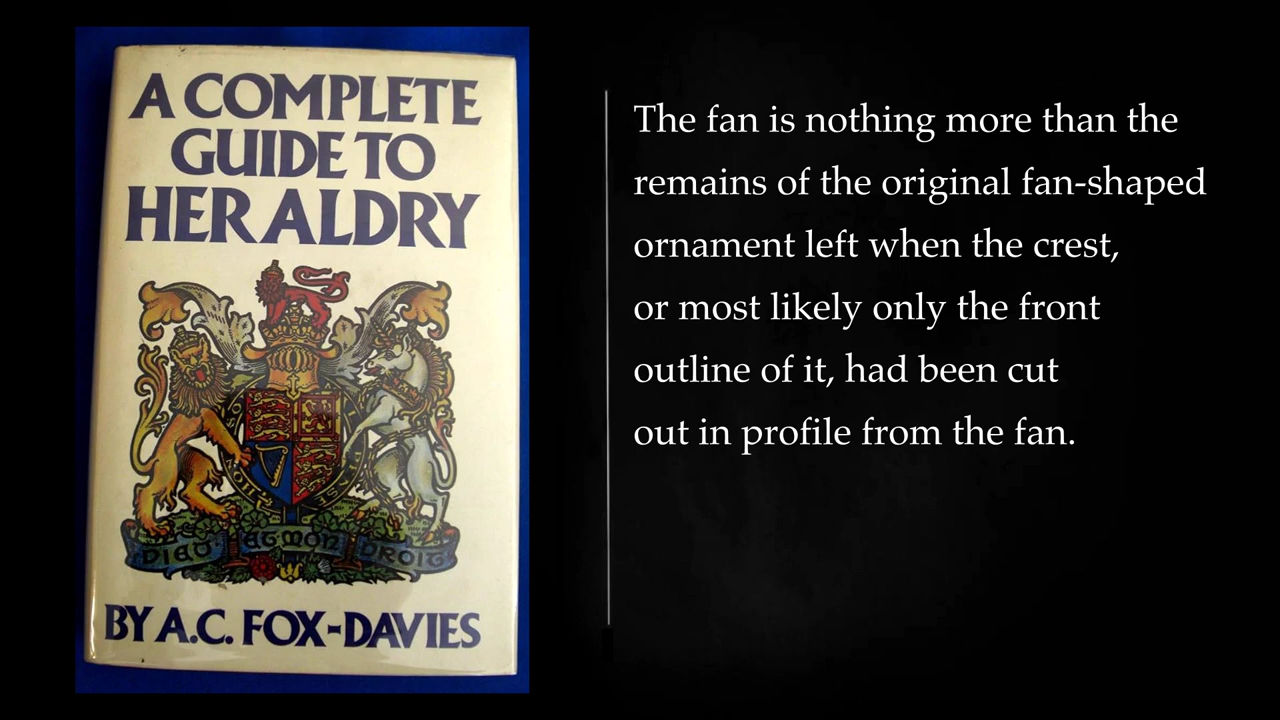 A COMPLETE
GUIDE TO
HERALDRY
DIEU ET MON DROIT
BY A.C. FOX-DAVIES
The fan is nothing more than the
remains of the original fan-shaped
ornament left when the crest,
or most likely only the front
outline of it, had been cut
out in profile from the fan.